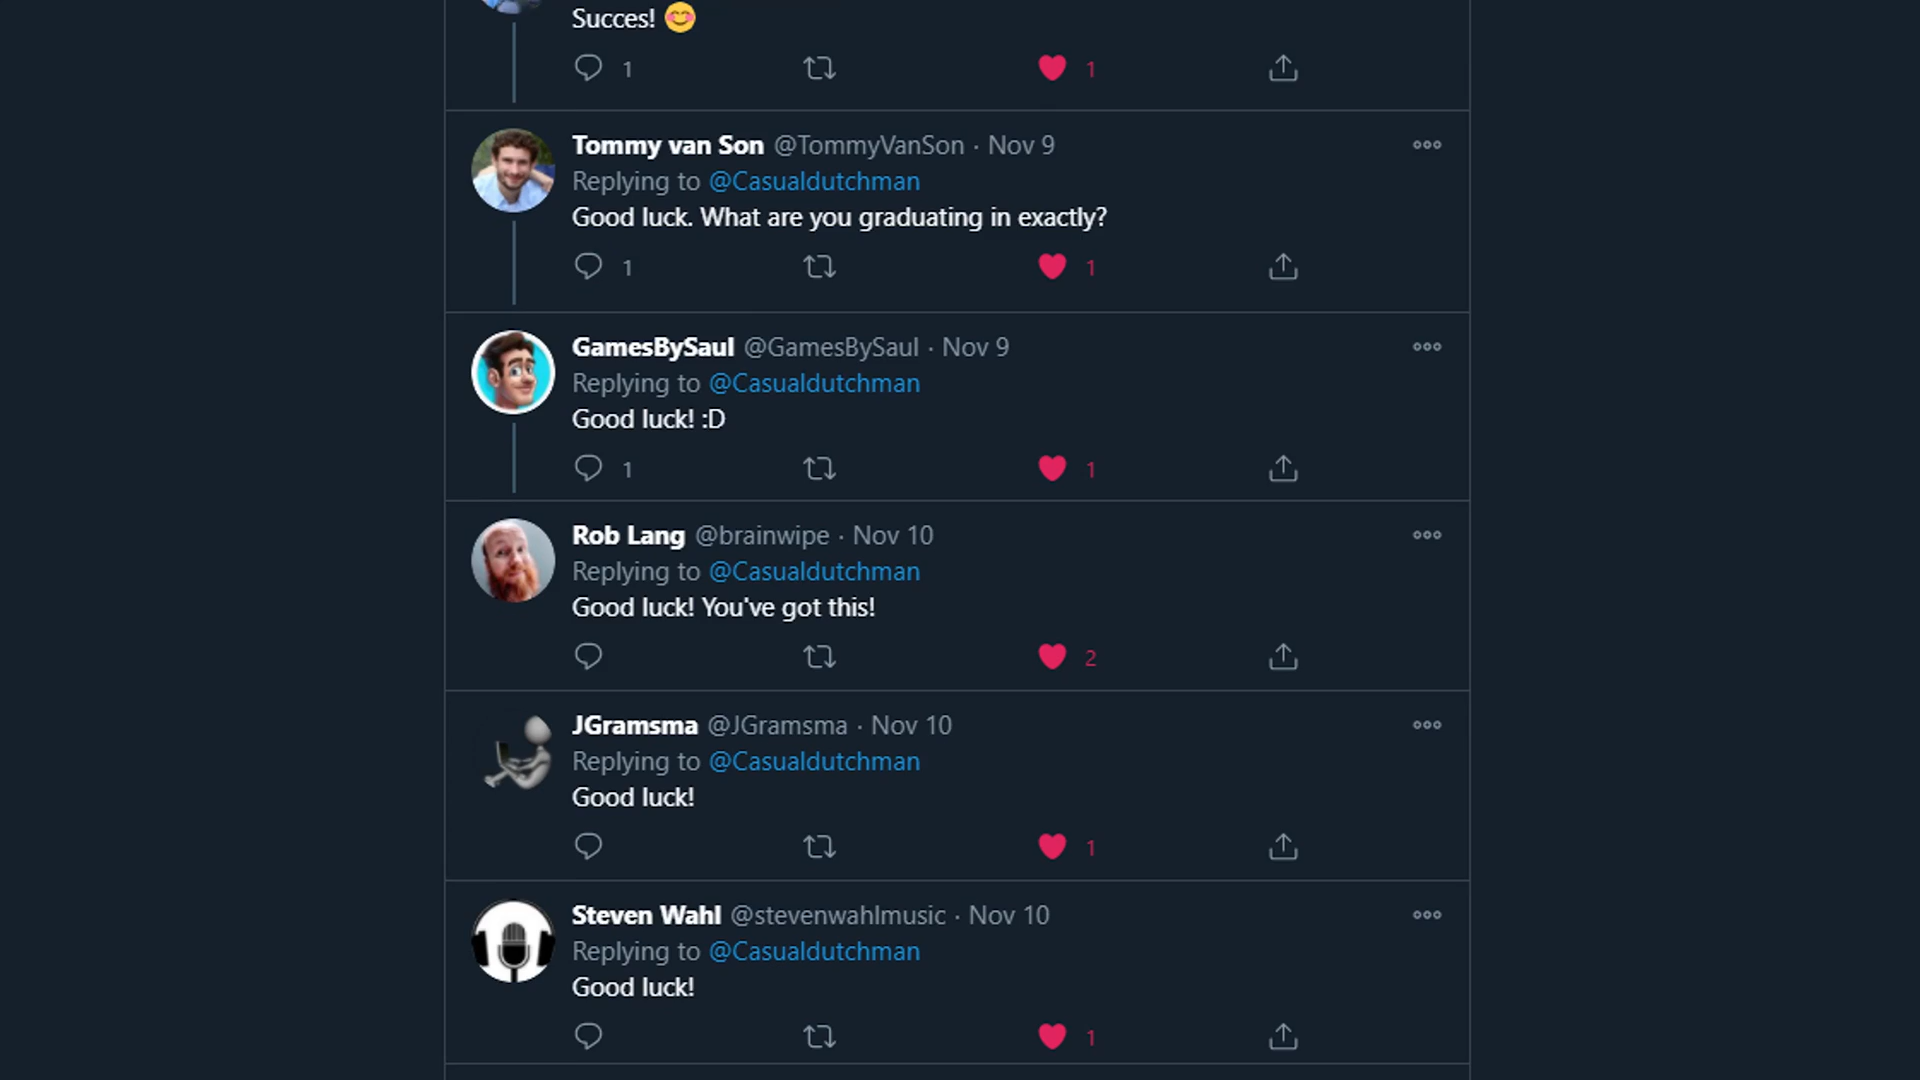 Succes! 😊
1 1
Tommy van Son @TommyVanSon · Nov 9
Replying to @Casualdutchman
Good luck. What are you graduating in exactly?
1 1
GamesBySaul @GamesBySaul · Nov 9
Replying to @Casualdutchman
Good luck! :D
1 1
Rob Lang @brainwipe · Nov 10
Replying to @Casualdutchman
Good luck! You've got this!
2
JGramsma @JGramsma · Nov 10
Replying to @Casualdutchman
Good luck!
1
Steven Wahl @stevenwahlmusic · Nov 10
Replying to @Casualdutchman
Good luck!
1